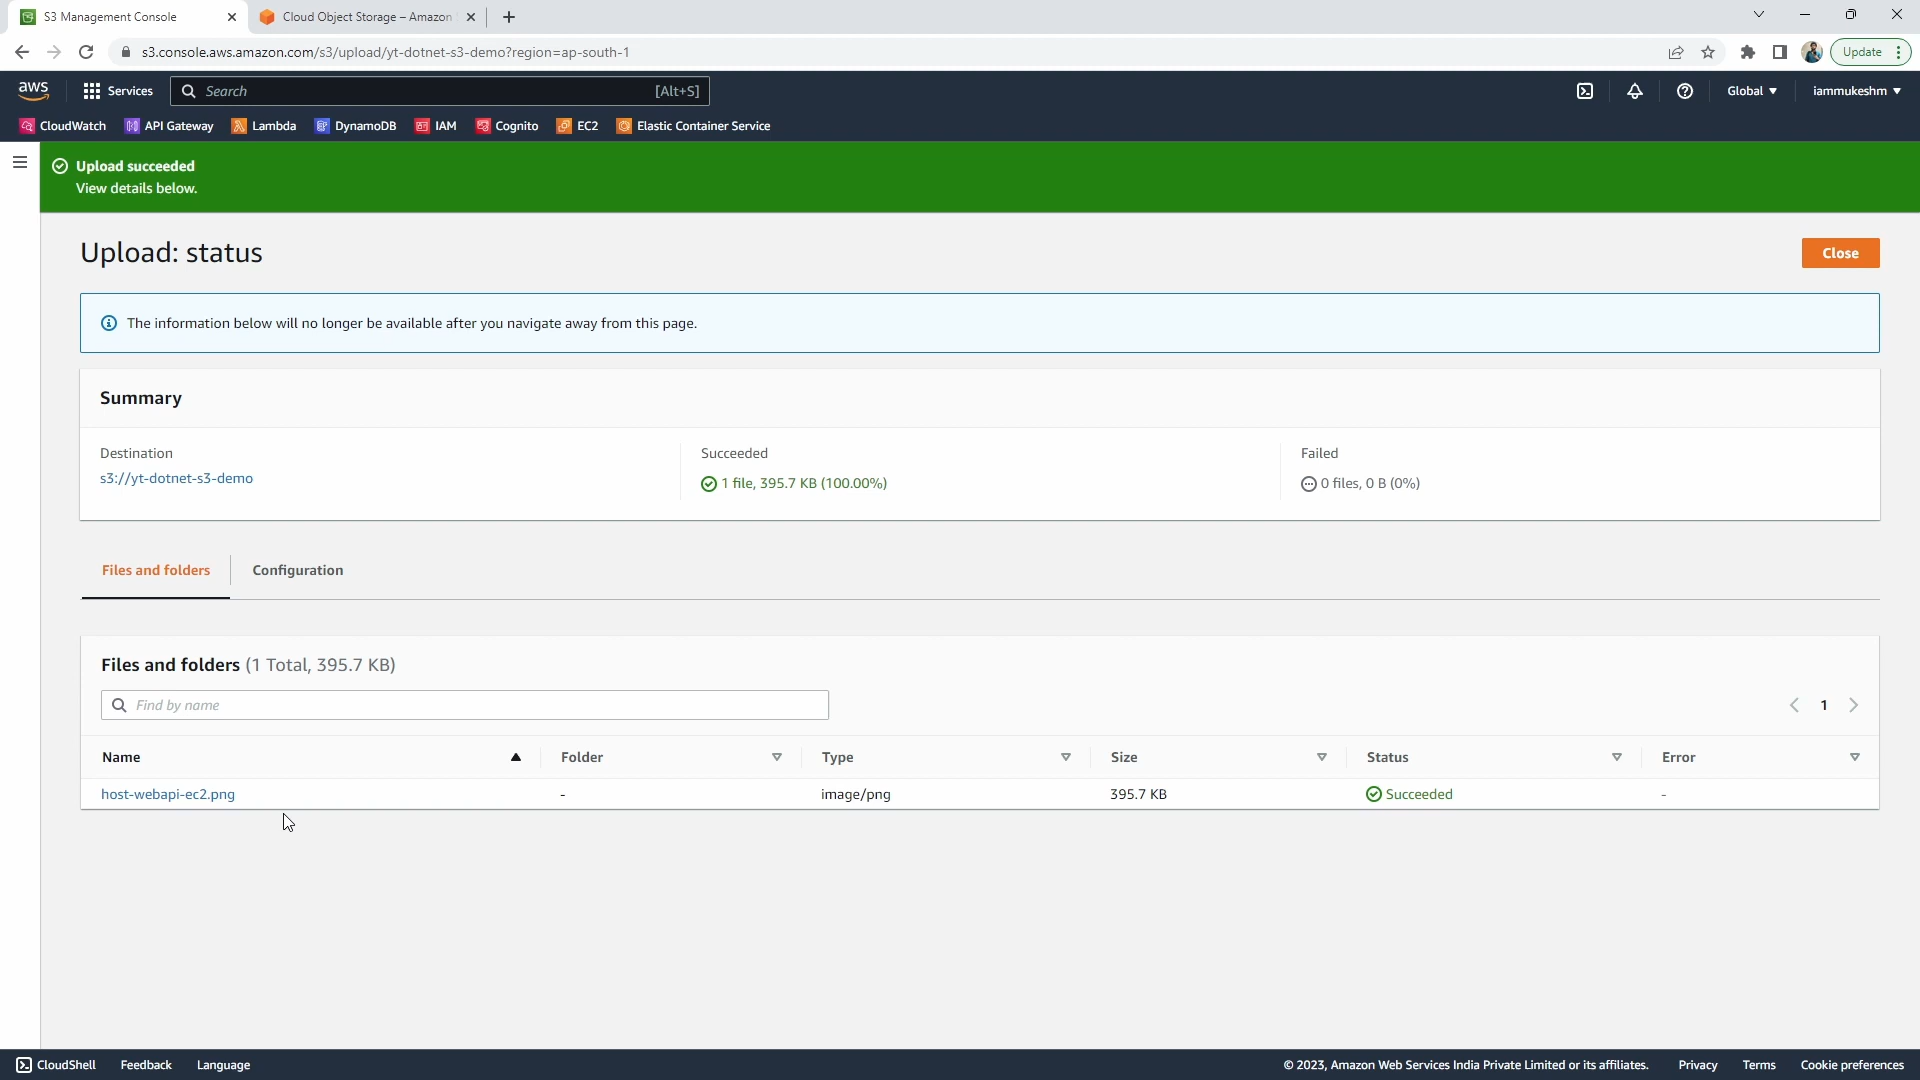 S3 Management Console
Cloud Object Storage – Amazon
s3.console.aws.amazon.com/s3/upload/yt-dotnet-s3-demo?region=ap-south-1
Update
aws
Services
Search
[Alt+S]
Global
iammukeshm
CloudWatch
API Gateway
Lambda
DynamoDB
IAM
Cognito
EC2
Elastic Container Service
Upload succeeded
View details below.
Upload: status
Close
The information below will no longer be available after you navigate away from this page.
Summary
Destination
s3://yt-dotnet-s3-demo
Succeeded
1 file, 395.7 KB (100.00%)
Failed
0 files, 0 B (0%)
Files and folders
Configuration
Files and folders (1 Total, 395.7 KB)
Find by name
1
Name Folder Type Size Status Error
host-webapi-ec2.png - image/png 395.7 KB Succeeded -
CloudShell
Feedback
Language
© 2023, Amazon Web Services India Private Limited or its affiliates.
Privacy
Terms
Cookie preferences